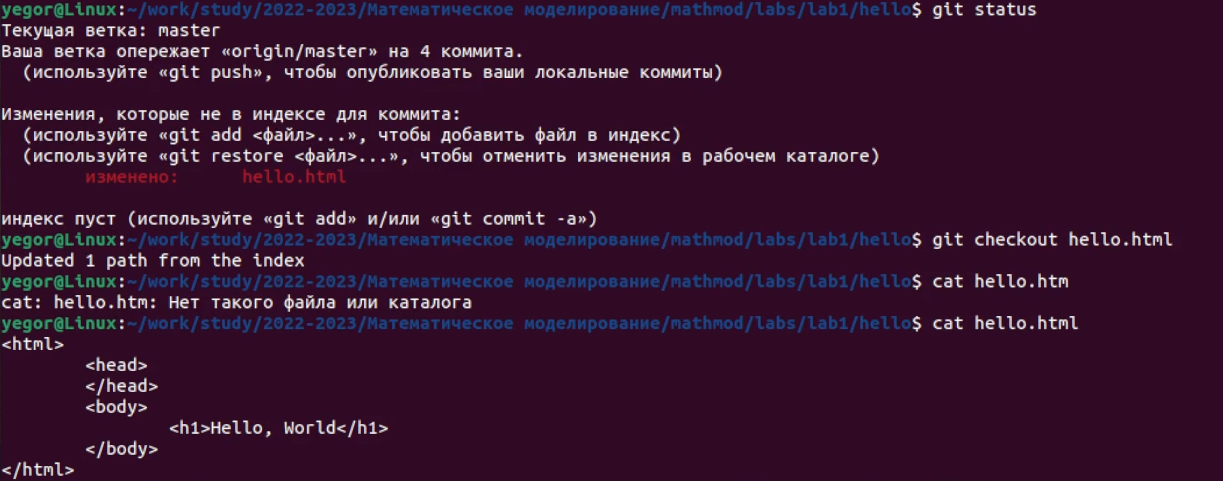 yegor@Linux:~/work/study/2022-2023/Математическое моделирование/mathmod/labs/lab1/hello$ git status
Текущая ветка: master
Ваша ветка опережает «origin/master» на 4 коммита.
  (используйте «git push», чтобы опубликовать ваши локальные коммиты)

Изменения, которые не в индексе для коммита:
  (используйте «git add <файл>...», чтобы добавить файл в индекс)
  (используйте «git restore <файл>...», чтобы отменить изменения в рабочем каталоге)
        изменено:      hello.html

индекс пуст (используйте «git add» и/или «git commit -a»)
yegor@Linux:~/work/study/2022-2023/Математическое моделирование/mathmod/labs/lab1/hello$ git checkout hello.html
Updated 1 path from the index
yegor@Linux:~/work/study/2022-2023/Математическое моделирование/mathmod/labs/lab1/hello$ cat hello.htm
cat: hello.htm: Нет такого файла или каталога
yegor@Linux:~/work/study/2022-2023/Математическое моделирование/mathmod/labs/lab1/hello$ cat hello.html
<html>
        <head>
        </head>
        <body>
                <h1>Hello, World</h1>
        </body>
</html>